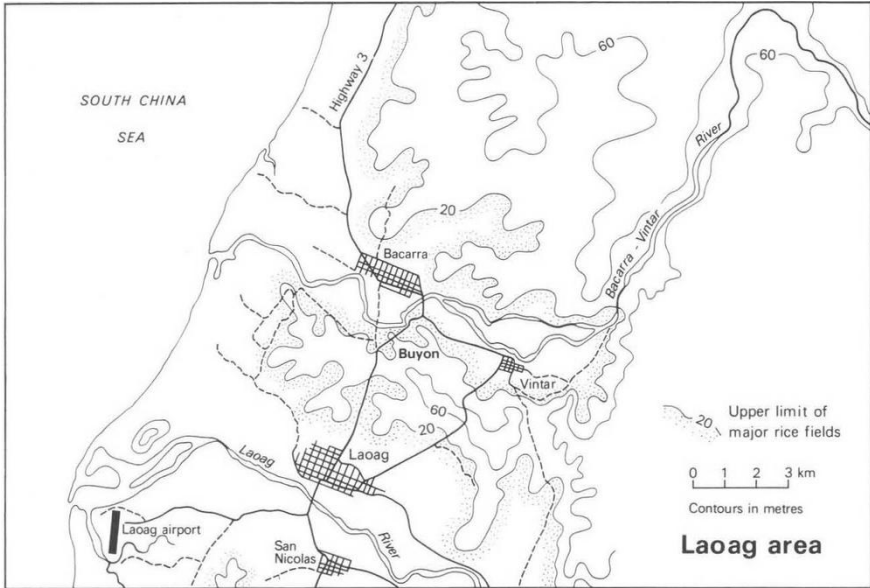 SOUTH CHINA
SEA
Highway 3
60
60
River
20
Bacarra - Vintar
Bacarra
Buyon
Vintar
60
20
20
Upper limit of
major rice fields
Laoag
Laoag
0 1 2 3 km
Contours in metres
Laoag airport
River
San
Nicolas
Laoag area